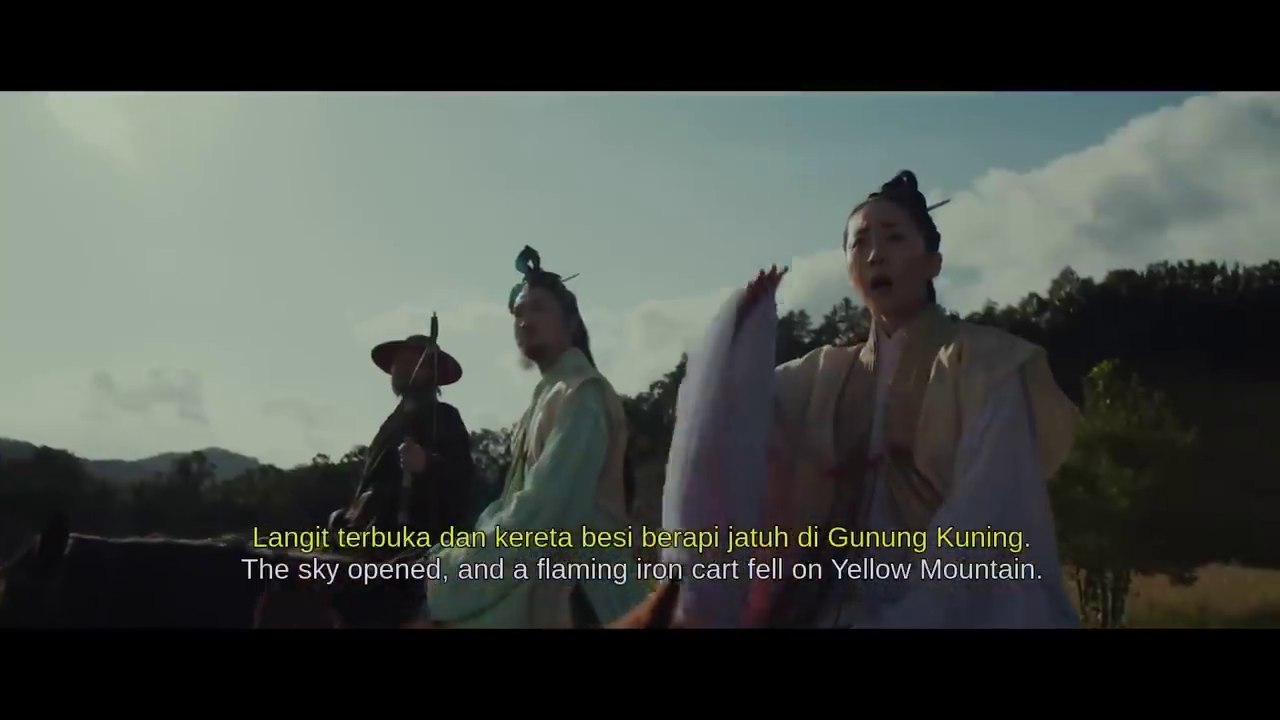 Langit terbuka dan kereta besi berapi jatuh di Gunung Kuning.
The sky opened, and a flaming iron cart fell on Yellow Mountain.